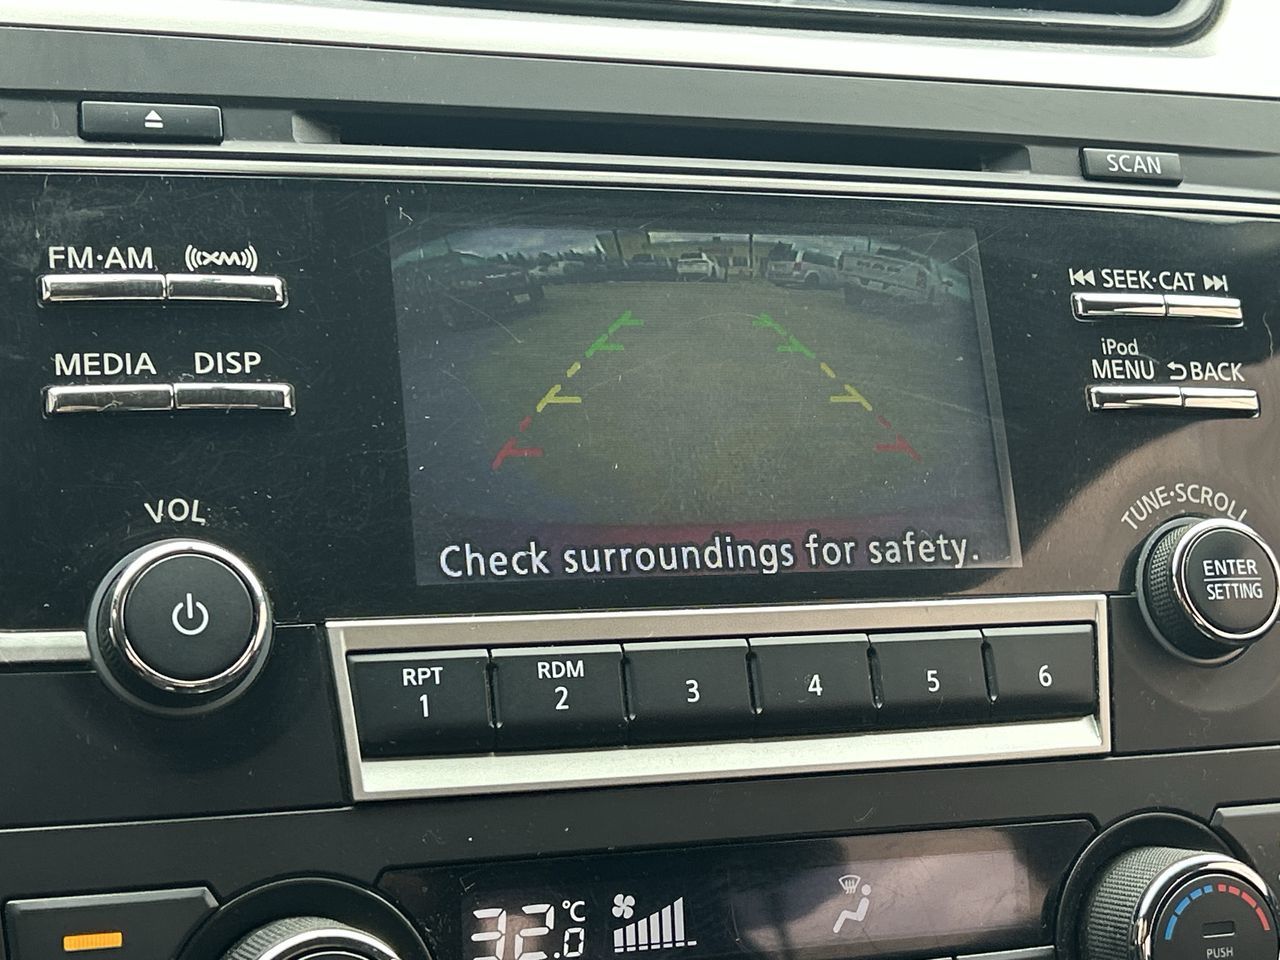 SCAN
FM·AM XM
SEEK·CAT
MEDIA DISP
iPod
MENU BACK
VOL
TUNE·SCROLL
Check surroundings for safety.
ENTER
SETTING
RPT
1
RDM
2
3
4
5
6
32.0 °C
PUSH